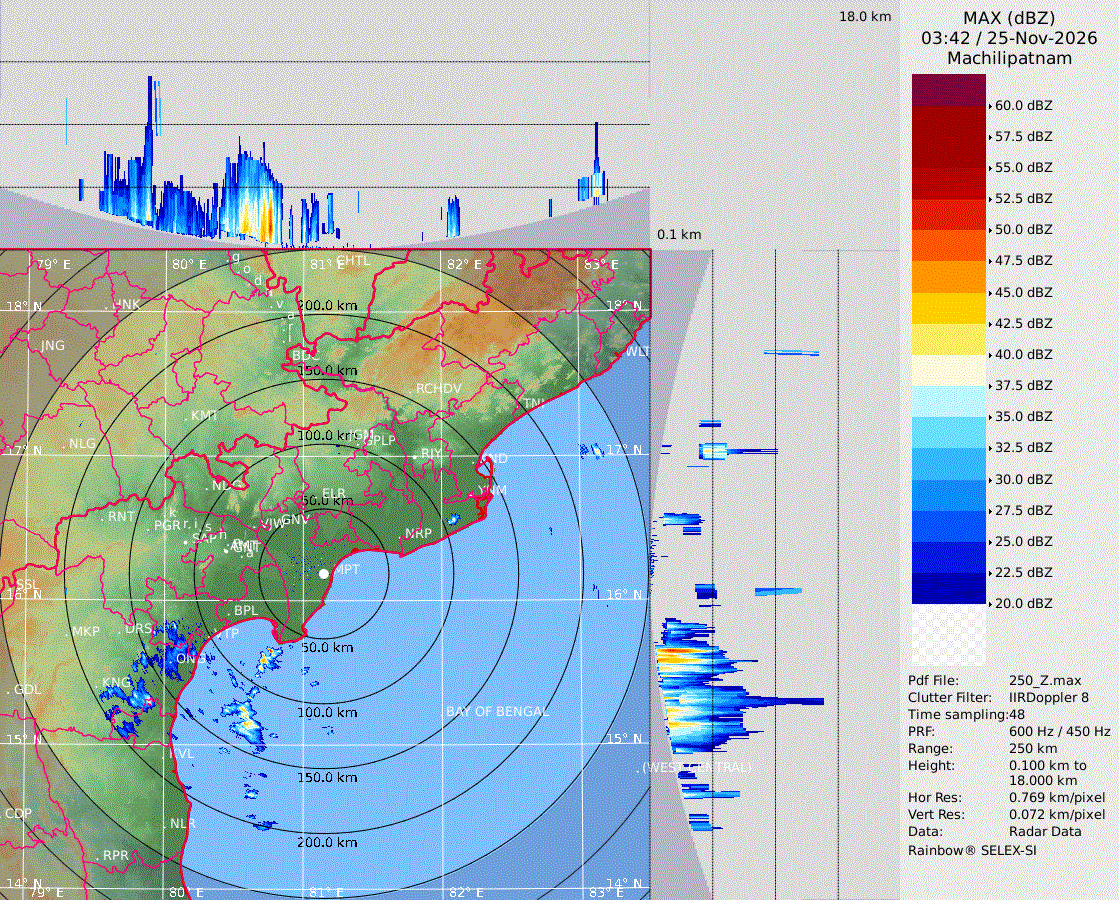 18.0 km
0.1 km
MAX (dBZ)
03:42 / 25-Nov-2026
Machilipatnam
60.0 dBZ
57.5 dBZ
55.0 dBZ
52.5 dBZ
50.0 dBZ
47.5 dBZ
45.0 dBZ
42.5 dBZ
40.0 dBZ
37.5 dBZ
35.0 dBZ
32.5 dBZ
30.0 dBZ
27.5 dBZ
25.0 dBZ
22.5 dBZ
20.0 dBZ
Pdf File: 250_Z.max
Clutter Filter: IIRDoppler 8
Time sampling:48
PRF: 600 Hz / 450 Hz
Range: 250 km
Height: 0.100 km to
18.000 km
Hor Res: 0.769 km/pixel
Vert Res: 0.072 km/pixel
Data: Radar Data
Rainbow® SELEX-SI
79° E
80° E
81° E
82° E
83° E
CHTL
18° N
18° N
200.0 km
JNG
BDC
WLT
150.0 km
RCHDV
TNI
KMT
100.0 km
NLG
GPLP
17° N
17° N
RJY
50.0 km
ELR
YNM
RNT
PGR
VJW
GNV
NRP
MPT
SSL
16° N
16° N
BPL
MKP
DRS
50.0 km
KNG
GDL
100.0 km
BAY OF BENGAL
15° N
15° N
KVL
(WEST CENTRAL)
150.0 km
CDP
NLR
200.0 km
RPR
14° N
14° N
79° E
80° E
81° E
82° E
83° E